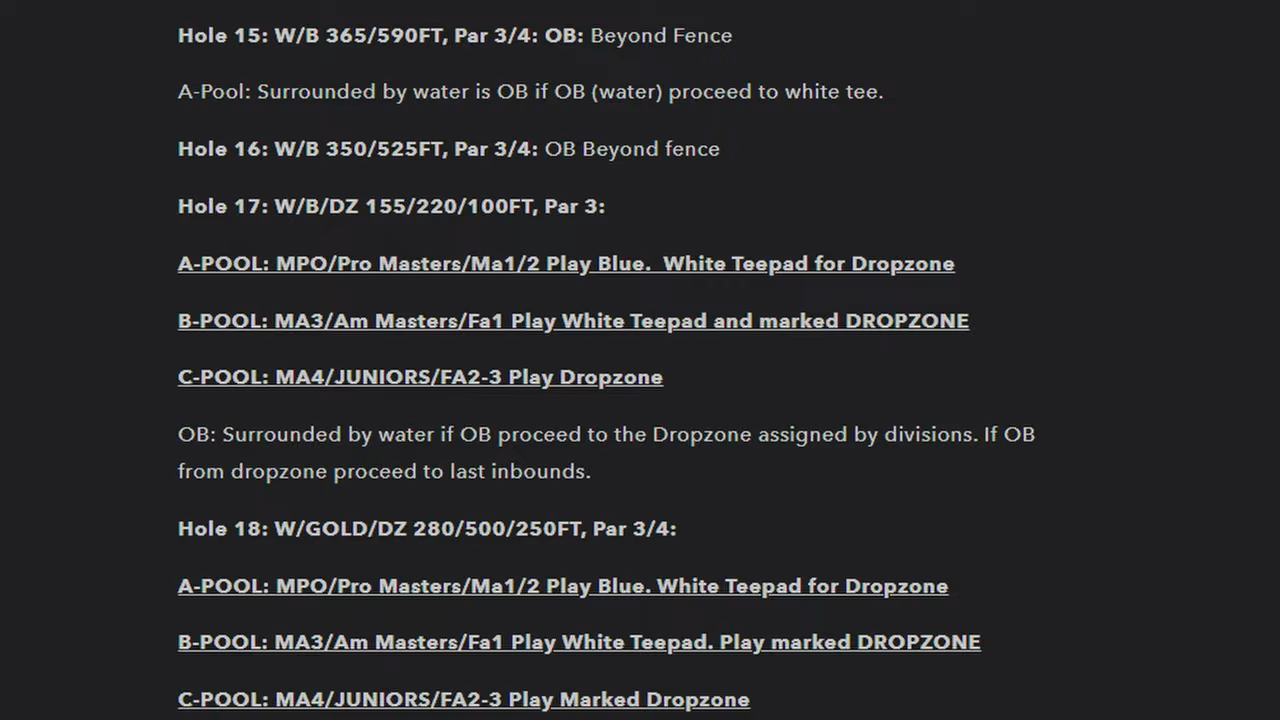 Hole 15: W/B 365/590FT, Par 3/4: OB: Beyond Fence
A-Pool: Surrounded by water is OB if OB (water) proceed to white tee.
Hole 16: W/B 350/525FT, Par 3/4: OB Beyond fence
Hole 17: W/B/DZ 155/220/100FT, Par 3:
A-POOL: MPO/Pro Masters/Ma1/2 Play Blue.  White Teepad for Dropzone
B-POOL: MA3/Am Masters/Fa1 Play White Teepad and marked DROPZONE
C-POOL: MA4/JUNIORS/FA2-3 Play Dropzone
OB: Surrounded by water if OB proceed to the Dropzone assigned by divisions. If OB
from dropzone proceed to last inbounds.
Hole 18: W/GOLD/DZ 280/500/250FT, Par 3/4:
A-POOL: MPO/Pro Masters/Ma1/2 Play Blue. White Teepad for Dropzone
B-POOL: MA3/Am Masters/Fa1 Play White Teepad. Play marked DROPZONE
C-POOL: MA4/JUNIORS/FA2-3 Play Marked Dropzone